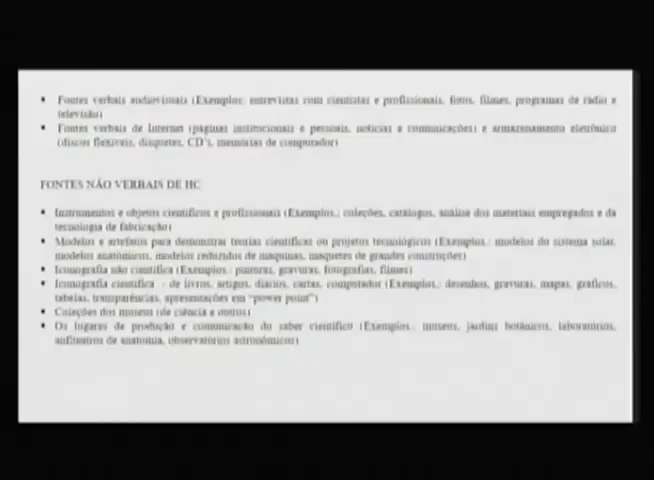 • Fontes verbais audiovisuais (Exemplos: entrevistas com cientistas e profissionais, fotos, filmes, programas de rádio e
televisão)
• Fontes verbais de Internet (páginas institucionais e pessoais, notícias e comunicações) e armazenamento eletrônico
(discos flexíveis, disquetes, CD's, memórias de computador)
FONTES NÃO VERBAIS DE HC
• Instrumentos e objetos científicos e profissionais (Exemplos.: coleções, catálogos, análise dos materiais empregados e da
tecnologia de fabricação)
• Modelos e artefatos para demonstrar teorias científicas ou projetos tecnológicos (Exemplos.: modelos do sistema solar,
modelos anatômicos, modelos reduzidos de máquinas, maquetes de grandes construções)
• Iconografia não científica (Exemplos.: pinturas, gravuras, fotografias, filmes)
• Iconografia científica - de livros, artigos, diários, cartas, computador (Exemplos.: desenhos, gravuras, mapas, gráficos,
tabelas, transparências, apresentações em "power point")
• Coleções dos museus (de ciência e outros)
• Os lugares de produção e comunicação do saber científico (Exemplos.: museus, jardins botânicos, laboratórios,
anfiteatros de anatomia, observatórios astronômicos)